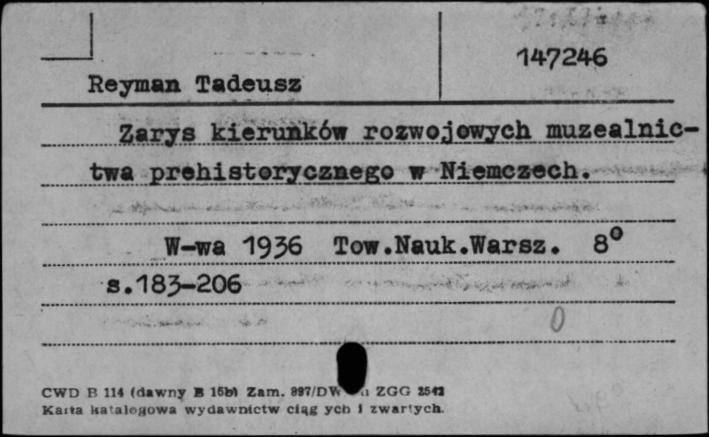 147246
Reyman Tadeusz
Zarys kierunków rozwojowych muzealnic-
twa prehistorycznego w Niemczech.
W-wa 1936 Tow.Nauk.Warsz. 8°
s.183-206
0
CWD B 114 (dawny B 15b) Zam. 997/DW ZGG 2542
Karta katalogowa wydawnictw ciąg ych i zwartych.